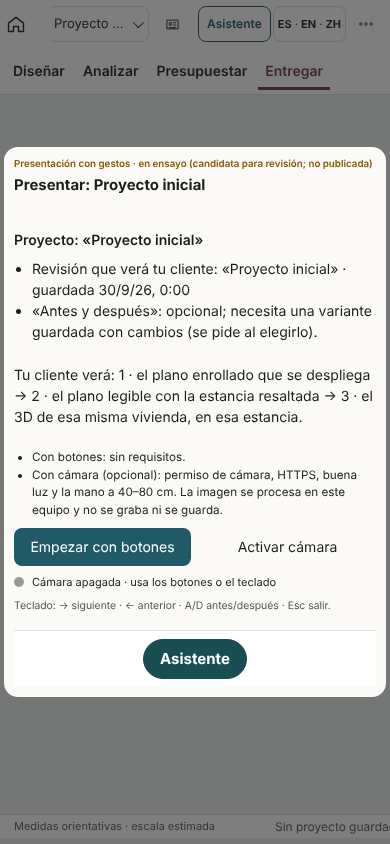 Proyecto ...
Asistente
ES · EN · ZH
Diseñar
Analizar
Presupuestar
Entregar
Presentación con gestos · en ensayo (candidata para revisión; no publicada)
Presentar: Proyecto inicial
Proyecto: «Proyecto inicial»
• Revisión que verá tu cliente: «Proyecto inicial» ·
guardada 30/9/26, 0:00
• «Antes y después»: opcional; necesita una variante
guardada con cambios (se pide al elegirlo).
Tu cliente verá: 1 · el plano enrollado que se despliega
→ 2 · el plano legible con la estancia resaltada → 3 · el
3D de esa misma vivienda, en esa estancia.
• Con botones: sin requisitos.
• Con cámara (opcional): permiso de cámara, HTTPS, buena
luz y la mano a 40–80 cm. La imagen se procesa en este
equipo y no se graba ni se guarda.
Empezar con botones
Activar cámara
Cámara apagada · usa los botones o el teclado
Teclado: → siguiente · ← anterior · A/D antes/después · Esc salir.
Asistente
Medidas orientativas · escala estimada
Sin proyecto guarda